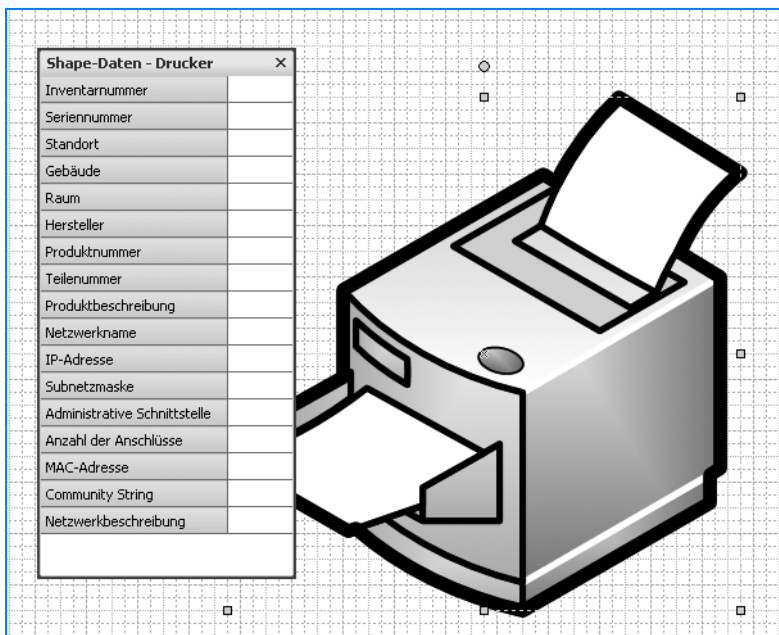 Shape-Daten - Drucker
Inventarnummer
Seriennummer
Standort
Gebäude
Raum
Hersteller
Produktnummer
Teilenummer
Produktbeschreibung
Netzwerkname
IP-Adresse
Subnetzmaske
Administrative Schnittstelle
Anzahl der Anschlüsse
MAC-Adresse
Community String
Netzwerkbeschreibung